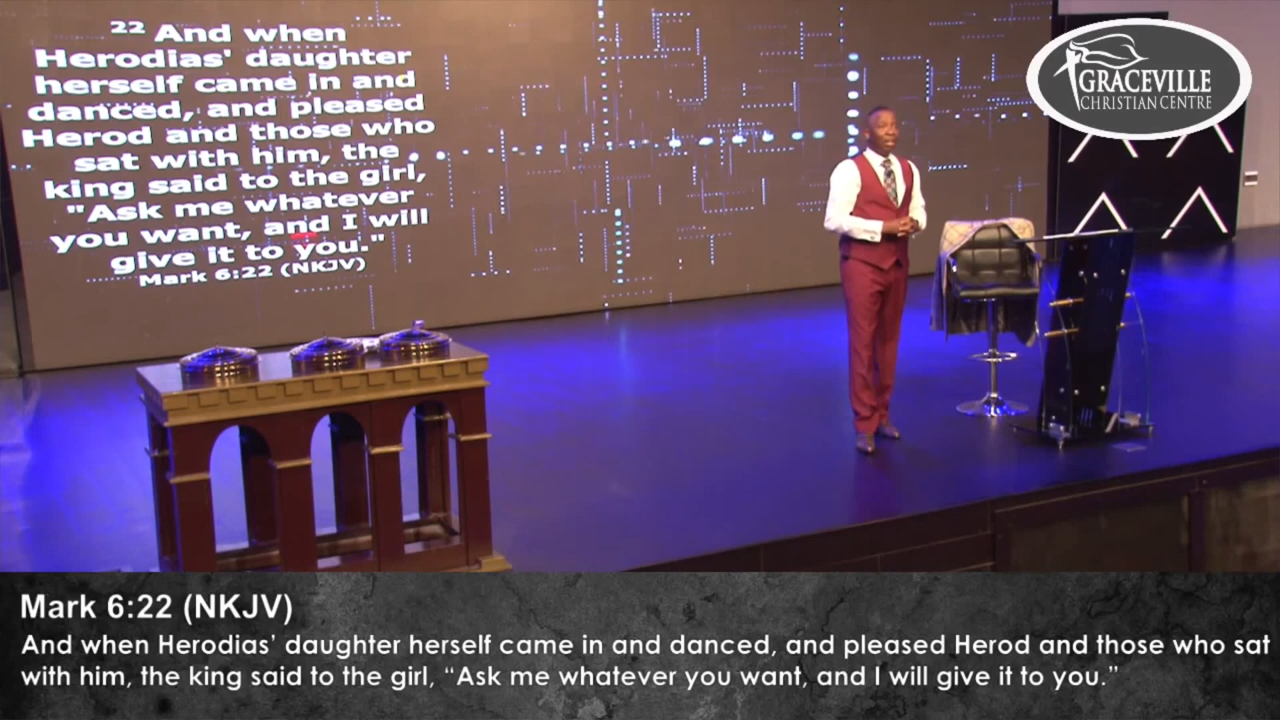 22 And when
Herodias' daughter
herself came in and
danced, and pleased
Herod and those who
sat with him, the
king said to the girl,
"Ask me whatever
you want, and I will
give it to you."
Mark 6:22 (NKJV)
GRACEVILLE
CHRISTIAN CENTRE
Mark 6:22 (NKJV)
And when Herodias’ daughter herself came in and danced, and pleased Herod and those who sat
with him, the king said to the girl, “Ask me whatever you want, and I will give it to you.”